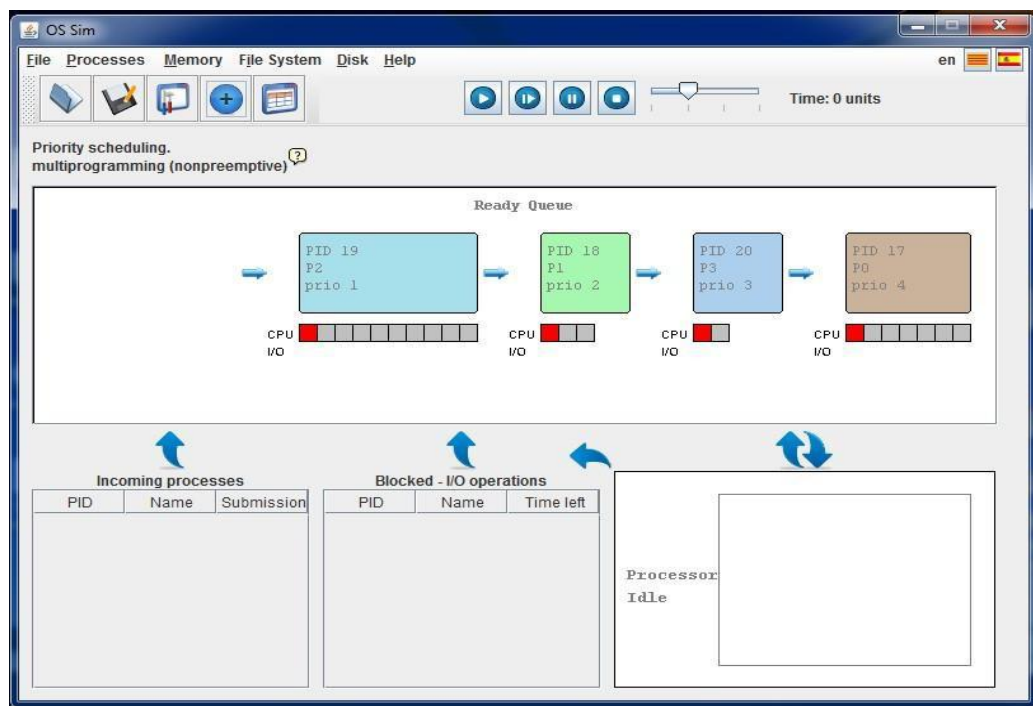 OS Sim
File Processes Memory File System Disk Help
en
Time: 0 units
Priority scheduling.
multiprogramming (nonpreemptive)
?
Ready Queue
PID 19
P2
prio 1
CPU
I/O
PID 18
P1
prio 2
CPU
I/O
PID 20
P3
prio 3
CPU
I/O
PID 17
P0
prio 4
CPU
I/O
Incoming processes
PID Name Submission
Blocked - I/O operations
PID Name Time left
Processor
Idle